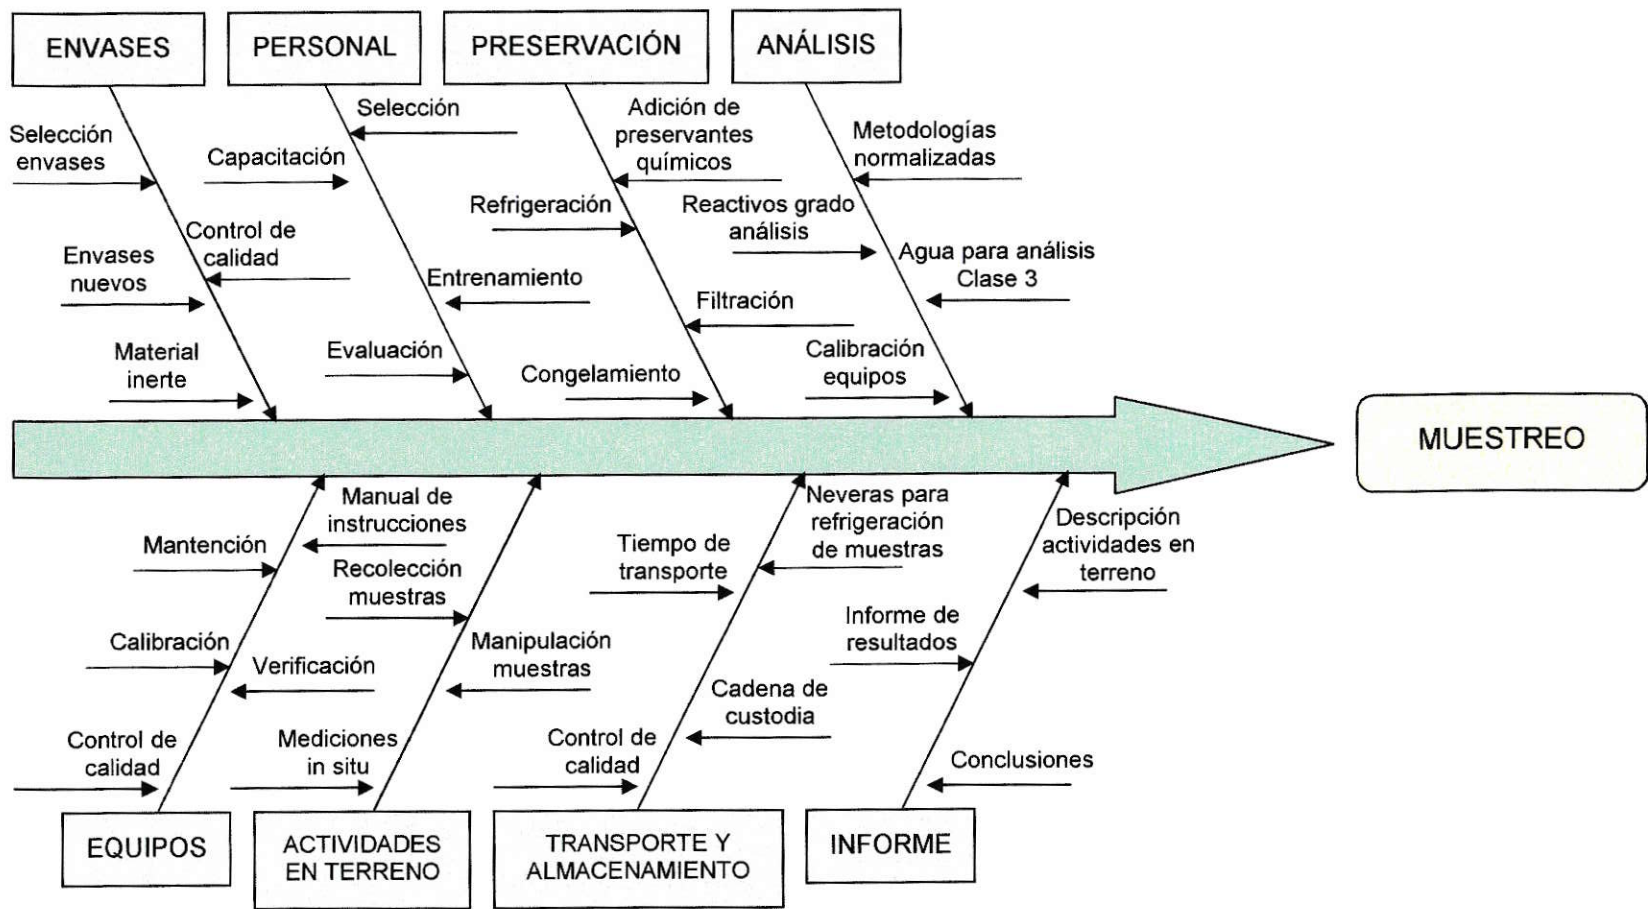 ENVASES
PERSONAL
PRESERVACIÓN
ANÁLISIS
Selección
envases
Envases
nuevos
Control de
calidad
Material
inerte
Selección
Capacitación
Entrenamiento
Evaluación
Adición de
preservantes
químicos
Refrigeración
Filtración
Congelamiento
Metodologías
normalizadas
Reactivos grado
análisis
Agua para análisis
Clase 3
Calibración
equipos
MUESTREO
Manual de
instrucciones
Mantención
Calibración
Verificación
Control de
calidad
Recolección
muestras
Manipulación
muestras
Mediciones
in situ
Neveras para
refrigeración
de muestras
Tiempo de
transporte
Cadena de
custodia
Control de
calidad
Descripción
actividades en
terreno
Informe de
resultados
Conclusiones
EQUIPOS
ACTIVIDADES
EN TERRENO
TRANSPORTE Y
ALMACENAMIENTO
INFORME